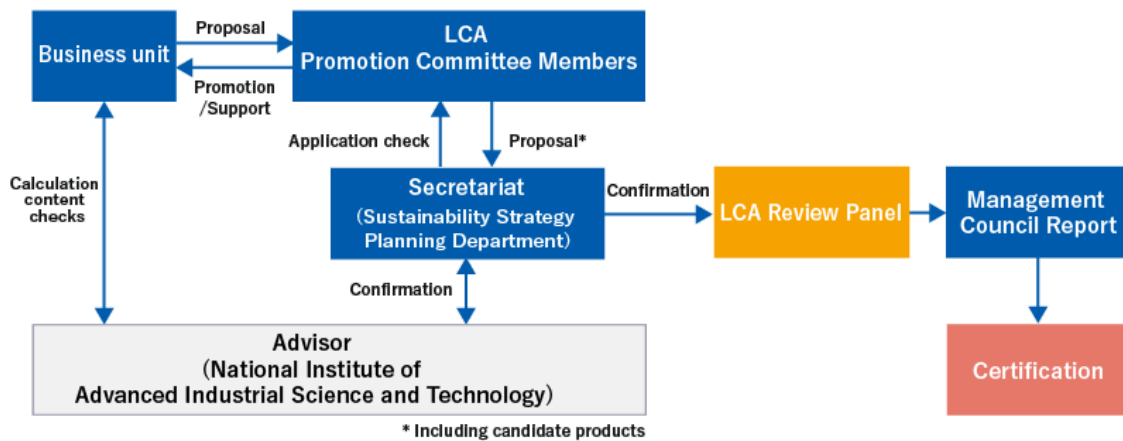 Business unit
Proposal
Promotion
/Support
LCA
Promotion Committee Members
Application check
Proposal*
Calculation
content
checks
Secretariat
(Sustainability Strategy
Planning Department)
Confirmation
LCA Review Panel
Management
Council Report
Confirmation
Advisor
(National Institute of
Advanced Industrial Science and Technology)
Certification
* Including candidate products